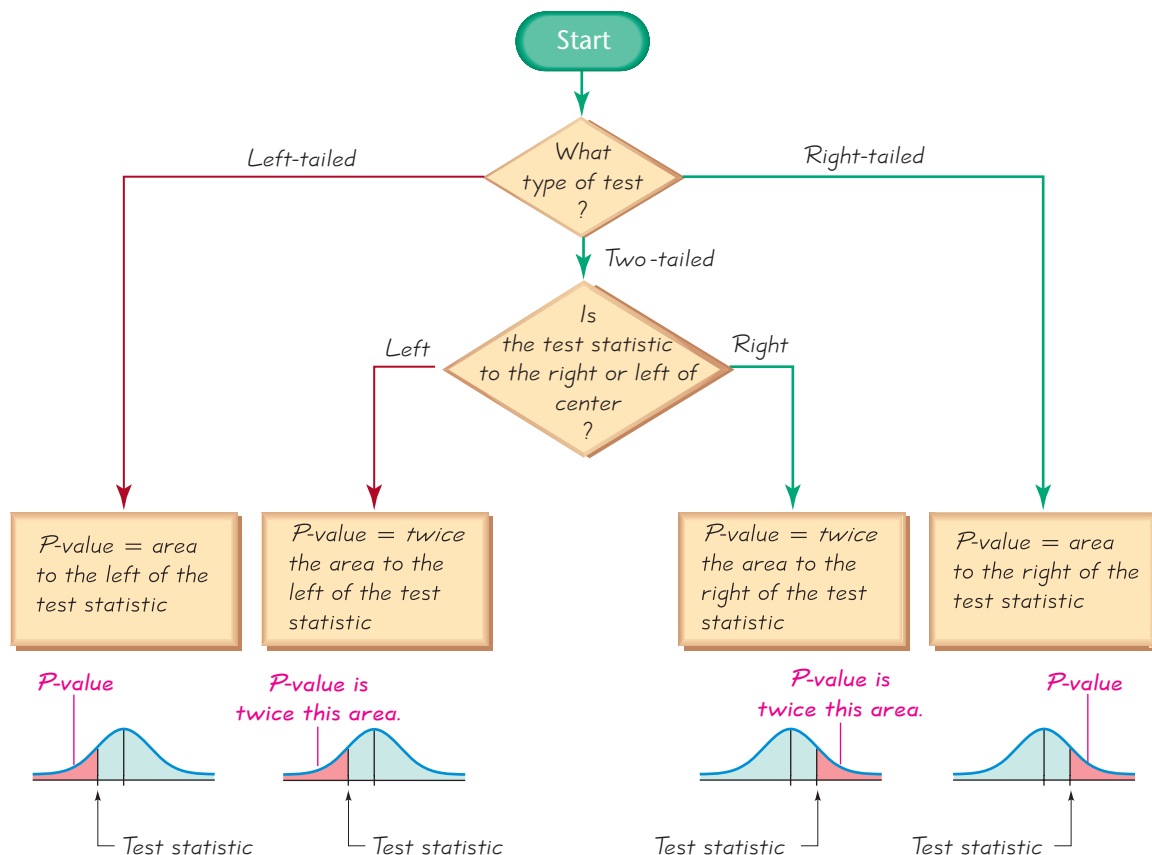 Start
What
type of test
?
Left-tailed
Right-tailed
Two-tailed
Is
the test statistic
to the right or left of
center
?
Left
Right
P-value = area
to the left of the
test statistic
P-value = twice
the area to the
left of the test
statistic
P-value = twice
the area to the
right of the test
statistic
P-value = area
to the right of the
test statistic
P-value
P-value is
twice this area.
P-value is
twice this area.
P-value
Test statistic
Test statistic
Test statistic
Test statistic